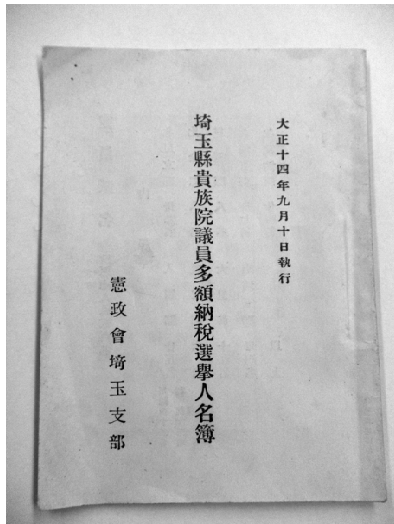 大正十四年九月十日執行
埼玉縣貴族院議員多額納稅選擧人名簿
憲政會埼玉支部